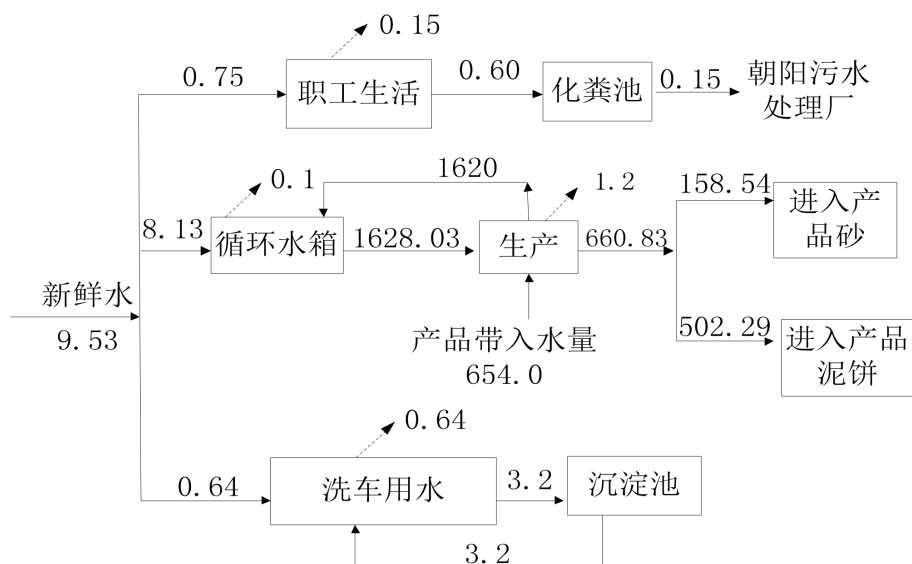 0.15
0.75
职工生活
0.60
化粪池
0.15
朝阳污水
处理厂
0.1
1620
1.2
8.13
循环水箱
1628.03
生产
660.83
158.54
进入产
品砂
新鲜水
9.53
产品带入水量
654.0
502.29
进入产品
泥饼
0.64
0.64
洗车用水
3.2
沉淀池
3.2